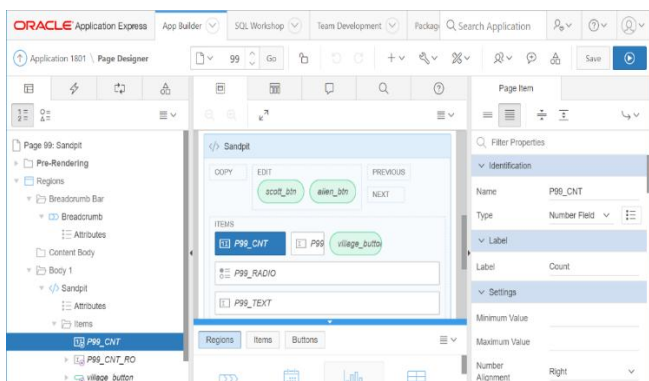 ORACLE Application Express App Builder SQL Workshop Team Development Packag Search Application
Application 1801 \ Page Designer 99 Go Save
Page Item
Page 99: Sandpit
Pre-Rendering
Regions
Breadcrumb Bar
Breadcrumb
Attributes
Content Body
Body 1
Sandpit
Attributes
Items
P99_CNT
P99_CNT_RO
village_button
</> Sandpit
COPY EDIT PREVIOUS
scott_btn alien_btn NEXT
ITEMS
P99_CNT P99 village_butto
P99_RADIO
P99_TEXT
Regions Items Buttons
Filter Properties
Identification
Name P99_CNT
Type Number Field
Label
Label Count
Settings
Minimum Value
Maximum Value
Number
Alignment Right